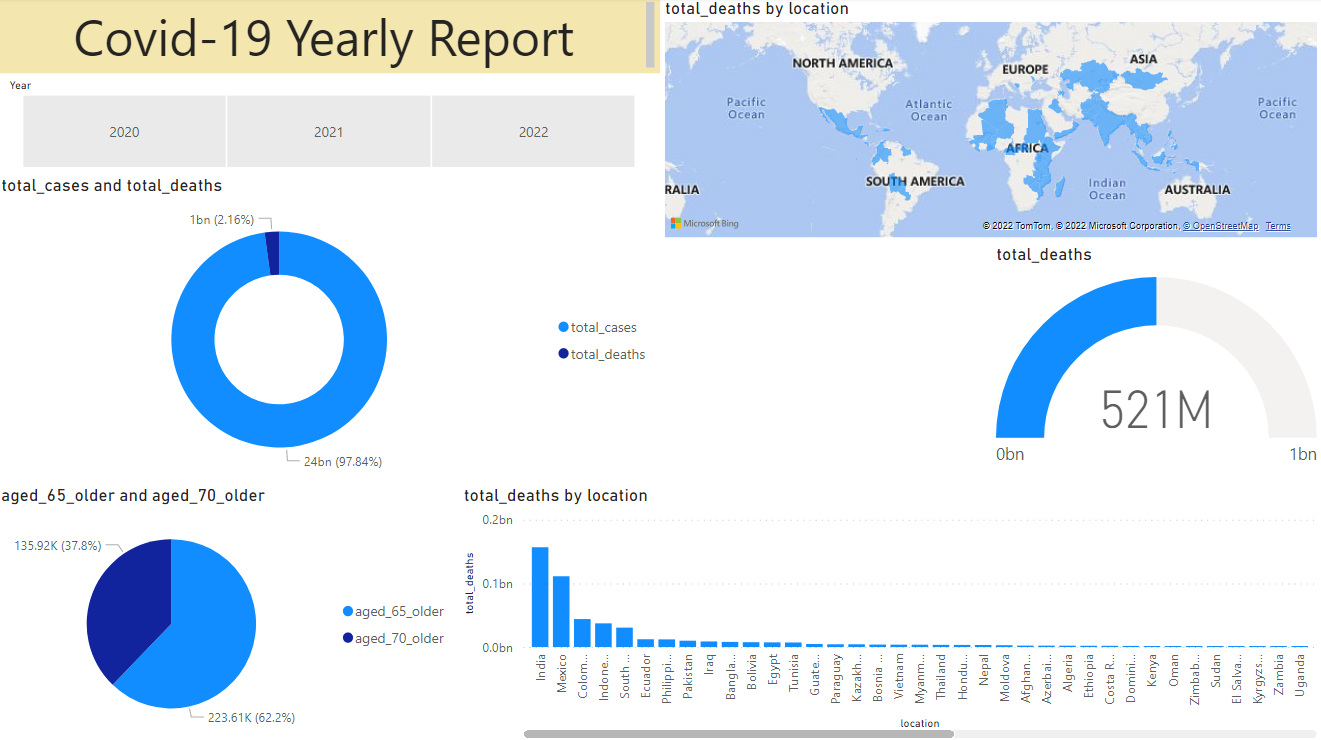 Covid-19 Yearly Report
Year
2020
2021
2022
total_cases and total_deaths
1bn (2.16%)
24bn (97.84%)
total_cases
total_deaths
total_deaths by location
NORTH AMERICA
EUROPE
ASIA
Pacific
Ocean
Atlantic
Ocean
Pacific
Ocean
AFRICA
SOUTH AMERICA
Indian
Ocean
RALIA
AUSTRALIA
Microsoft Bing
© 2022 TomTom, © 2022 Microsoft Corporation, © OpenStreetMap Terms
total_deaths
521M
0bn
1bn
aged_65_older and aged_70_older
135.92K (37.8%)
223.61K (62.2%)
aged_65_older
aged_70_older
total_deaths by location
total_deaths
0.2bn
0.1bn
0.0bn
India
Mexico
Colom...
Indone...
South ...
Ecuador
Philippi...
Pakistan
Iraq
Bangla...
Bolivia
Egypt
Tunisia
Guate...
Paraguay
Kazakh...
Bosnia ...
Vietnam
Myanm...
Thailand
Hondu...
Nepal
Moldova
Afghan...
Azerbai...
Algeria
Ethiopia
Costa R...
Domini...
Kenya
Oman
Zimbab...
Sudan
El Salva...
Kyrgyzs...
Zambia
Uganda
location